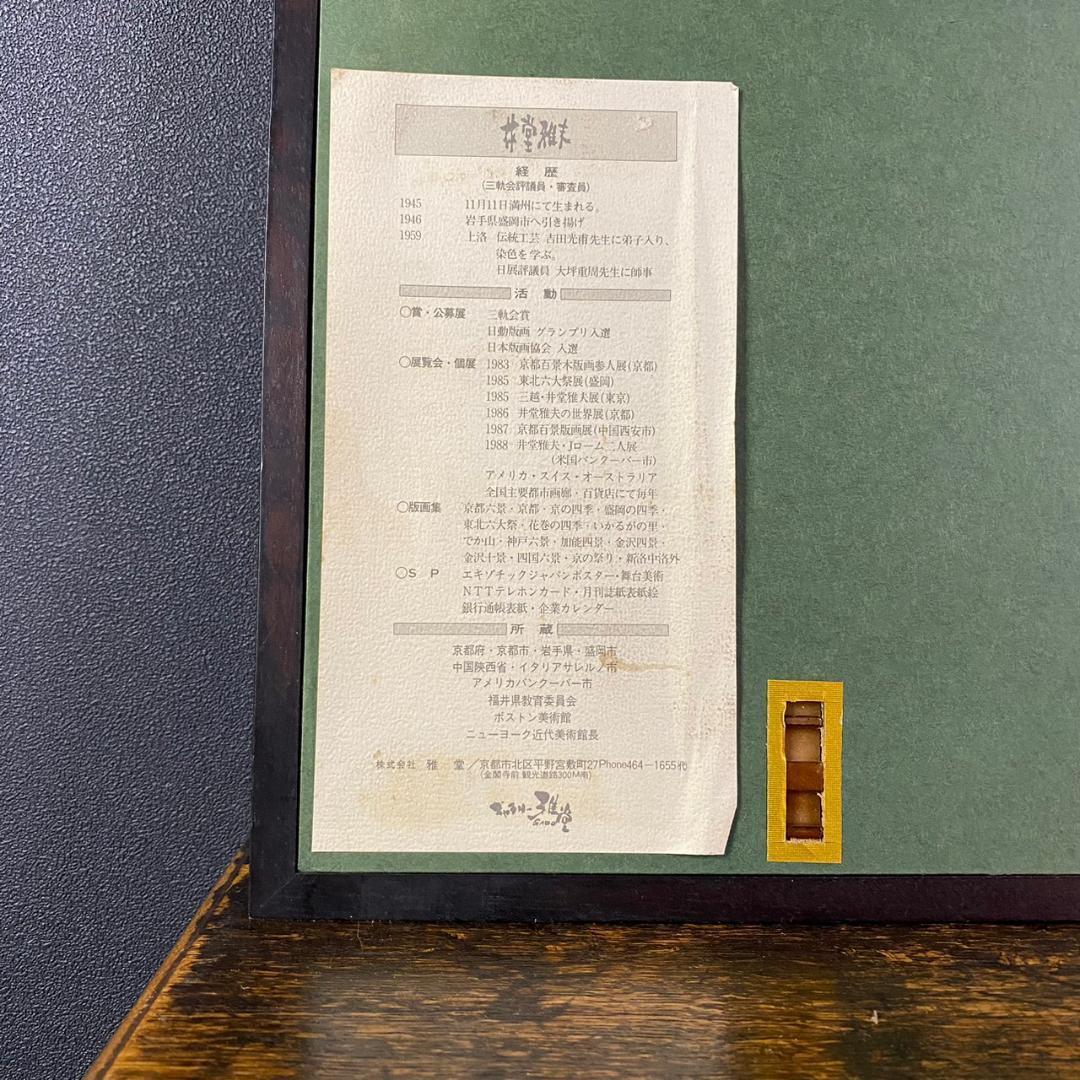 井堂雅夫
経歴
(三軌会評議員・審査員)
1945 11月11日満州にて生まれる。
1946 岩手県盛岡市へ引き揚げ
1959 上洛 伝統工芸 吉田光甫先生に弟子入り、
染色を学ぶ。
日展評議員 大坪重周先生に師事
活動
○賞・公募展 三軌会賞
日動版画 グランプリ入選
日本版画協会 入選
○展覧会・個展 1983 京都百景木版画参人展(京都)
1985 東北六大祭展(盛岡)
1985 三越・井堂雅夫展(東京)
1986 井堂雅夫の世界展(京都)
1987 京都百景版画展(中国西安市)
1988 井堂雅夫・Jローム二人展
(米国バンクーバー市)
アメリカ・スイス・オーストラリア
全国主要都市画廊・百貨店にて毎年
○版画集 京都六景・京都・京の四季・盛岡の四季・
東北六大祭・花巻の四季・いかるがの里・
でか山・神戸六景・加能四景・金沢四景・
金沢十景・四国六景・京の祭り・新洛中洛外
○SP エキゾチックジャパンポスター・舞台美術
NTTテレホンカード・月刊誌紙表紙絵
銀行通帳表紙・企業カレンダー
所蔵
京都府・京都市・岩手県・盛岡市
中国陝西省・イタリアサレルノ市
アメリカバンクーバー市
福井県教育委員会
ボストン美術館
ニューヨーク近代美術館長
株式会社 雅堂/京都市北区平野宮敷町27Phone464-1655代
(金閣寺前 観光道路300M南)
ギャラリー雅堂